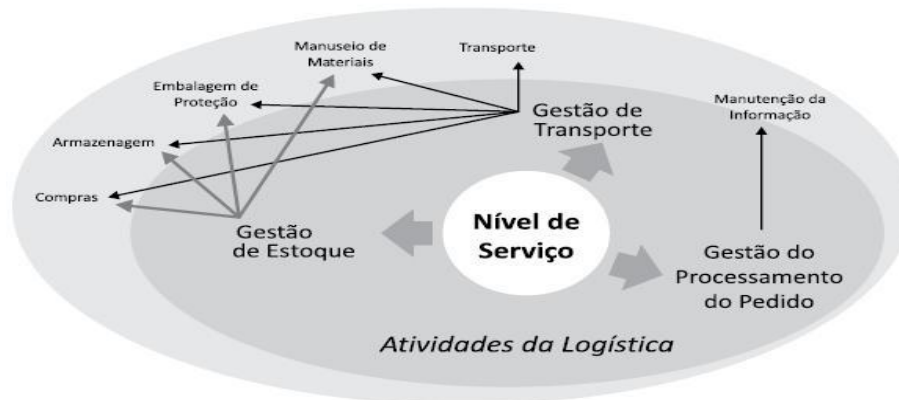 Manuseio de
Materiais
Transporte
Embalagem de
Proteção
Manutenção da
Informação
Armazenagem
Compras
Gestão de
Transporte
Nível de
Serviço
Gestão
de Estoque
Gestão do
Processamento
do Pedido
Atividades da Logística